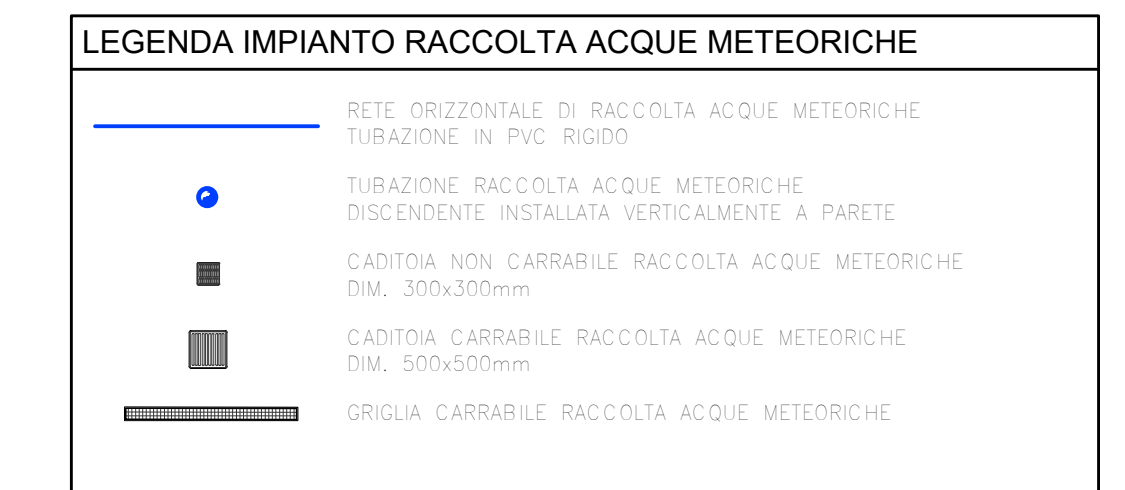 LEGENDA IMPIANTO RACCOLTA ACQUE METEORICHE
RETE ORIZZONTALE DI RACCOLTA ACQUE METEORICHE
TUBAZIONE IN PVC RIGIDO
TUBAZIONE RACCOLTA ACQUE METEORICHE
DISCENDENTE INSTALLATA VERTICALMENTE A PARETE
CADITOIA NON CARRABILE RACCOLTA ACQUE METEORICHE
DIM. 300x300mm
CADITOIA CARRABILE RACCOLTA ACQUE METEORICHE
DIM. 500x500mm
GRIGLIA CARRABILE RACCOLTA ACQUE METEORICHE